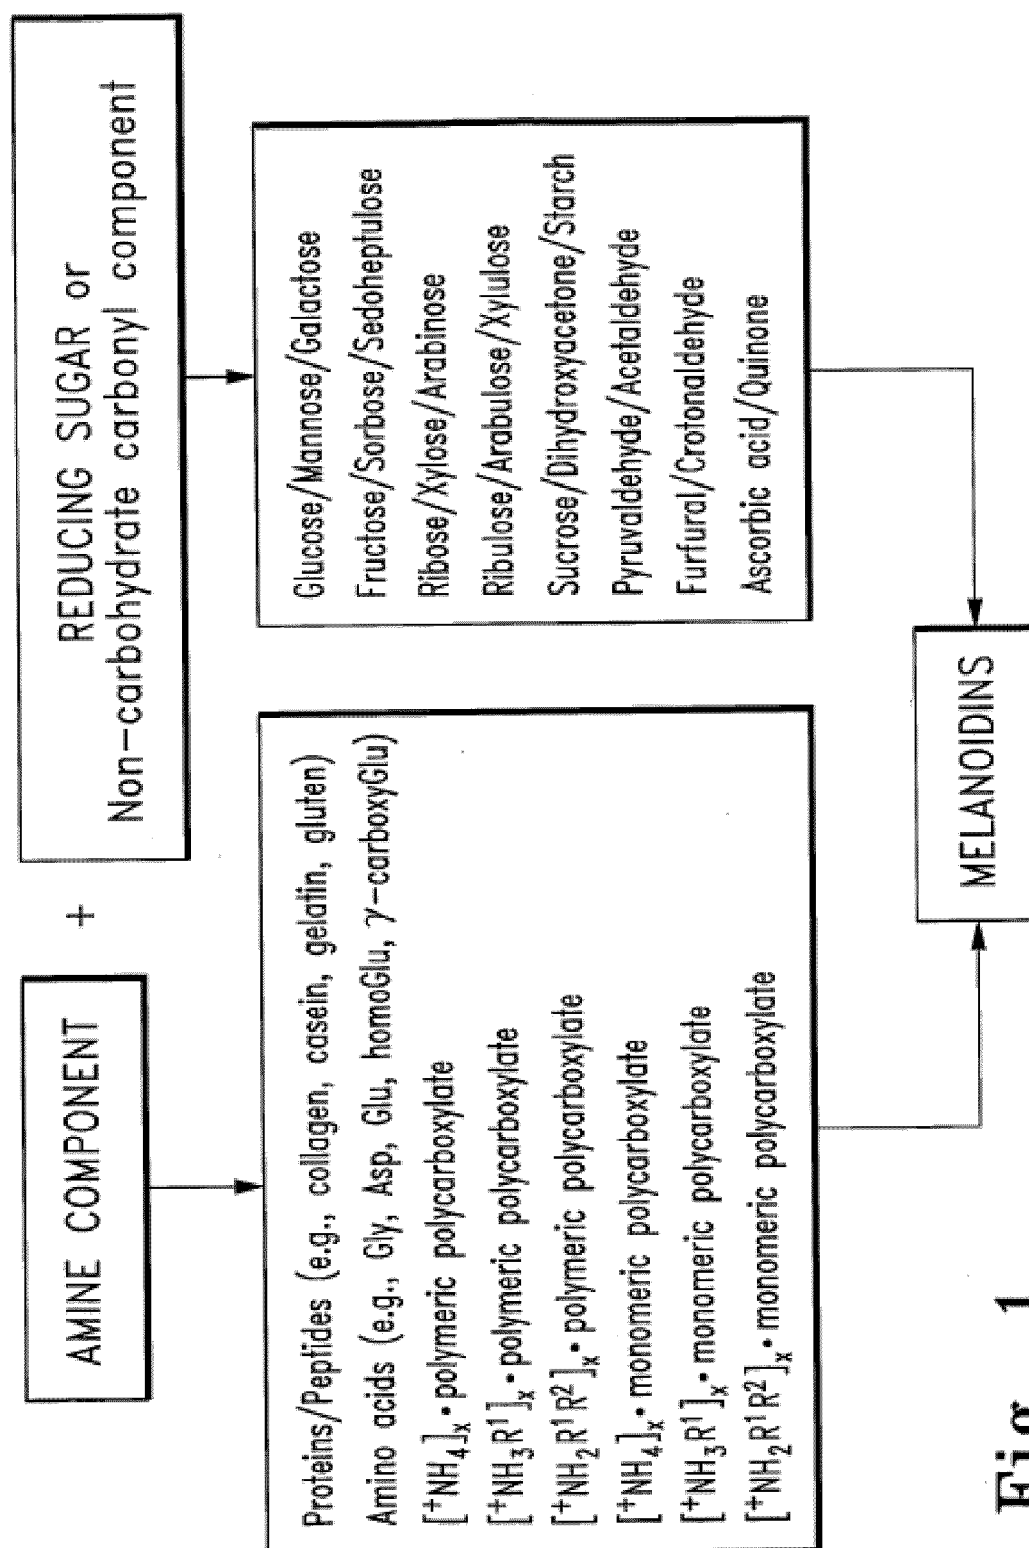 AMINE COMPONENT
+
REDUCING SUGAR or
Non-carbohydrate carbonyl component
Proteins/Peptides (e.g., collagen, casein, gelatin, gluten)
Amino acids (e.g., Gly, Asp, Glu, homoGlu, γ-carboxyGlu)
[⁺NH₄]ₓ • polymeric polycarboxylate
[⁺NH₃R¹]ₓ • polymeric polycarboxylate
[⁺NH₂R¹R²]ₓ • polymeric polycarboxylate
[⁺NH₄]ₓ • monomeric polycarboxylate
[⁺NH₃R¹]ₓ • monomeric polycarboxylate
[⁺NH₂R¹R²]ₓ • monomeric polycarboxylate
Glucose/Mannose/Galactose
Fructose/Sorbose/Sedoheptulose
Ribose/Xylose/Arabinose
Ribulose/Arabulose/Xylulose
Sucrose/Dihydroxyacetone/Starch
Pyruvaldehyde/Acetaldehyde
Furfural/Crotonaldehyde
Ascorbic acid/Quinone
MELANOIDINS
Fig. 1